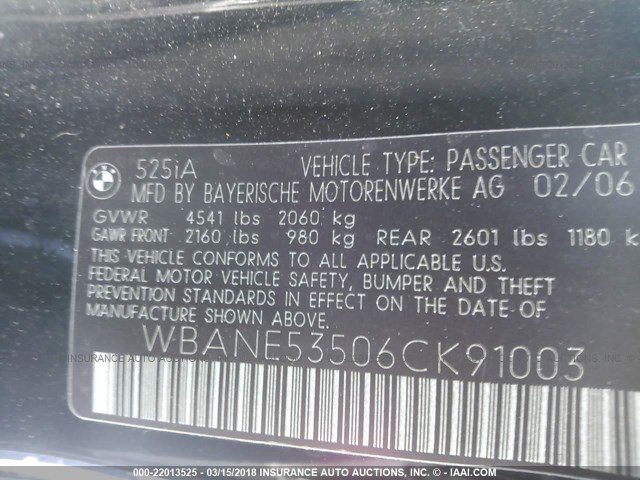 525iA VEHICLE TYPE: PASSENGER CAR
MFD BY BAYERISCHE MOTORENWERKE AG 02/06
GVWR 4541 lbs 2060 kg
GAWR FRONT 2160 lbs 980 kg REAR 2601 lbs 1180 k
THIS VEHICLE CONFORMS TO ALL APPLICABLE U.S.
FEDERAL MOTOR VEHICLE SAFETY, BUMPER AND THEFT
PREVENTION STANDARDS IN EFFECT ON THE DATE OF
MANUFACTURE SHOWN ABOVE.
WBANE53506CK91003
000-22013525 - 03/15/2018 - INSURANCE AUTO AUCTIONS, INC. - © - IAAI.COM